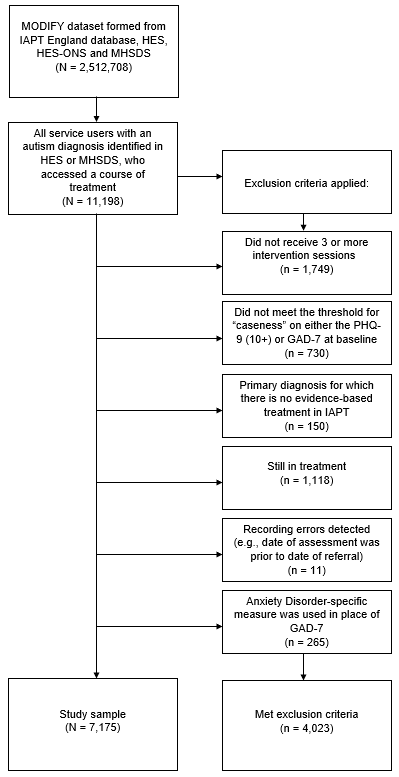 MODIFY dataset formed from
IAPT England database, HES,
HES-ONS and MHSDS
(N = 2,512,708)
All service users with an
autism diagnosis identified in
HES or MHSDS, who
accessed a course of
treatment
(N = 11,198)
Exclusion criteria applied:
Did not receive 3 or more
intervention sessions
(n = 1,749)
Did not meet the threshold for
“caseness” on either the PHQ-
9 (10+) or GAD-7 at baseline
(n = 730)
Primary diagnosis for which
there is no evidence-based
treatment in IAPT
(n = 150)
Still in treatment
(n = 1,118)
Recording errors detected
(e.g., date of assessment was
prior to date of referral)
(n = 11)
Anxiety Disorder-specific
measure was used in place of
GAD-7
(n = 265)
Study sample
(N = 7,175)
Met exclusion criteria
(n = 4,023)